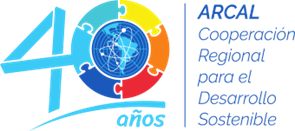 40
años
ARCAL
Cooperación
Regional
para el
Desarrollo
Sostenible